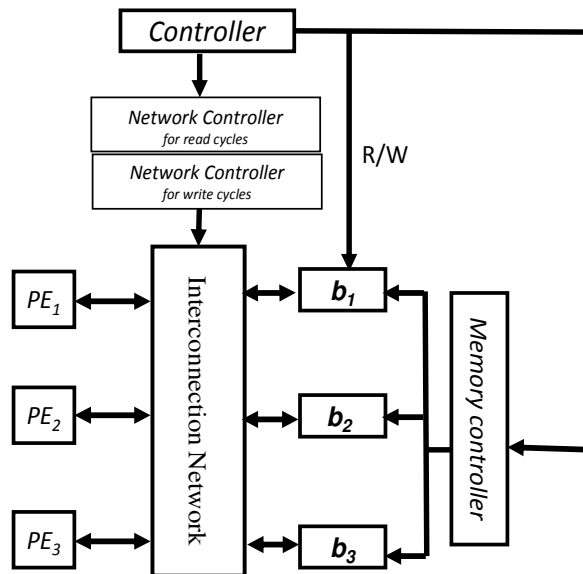 Controller
Network Controller
for read cycles
Network Controller
for write cycles
R/W
Interconnection Network
PE1
b1
PE2
b2
PE3
b3
Memory controller